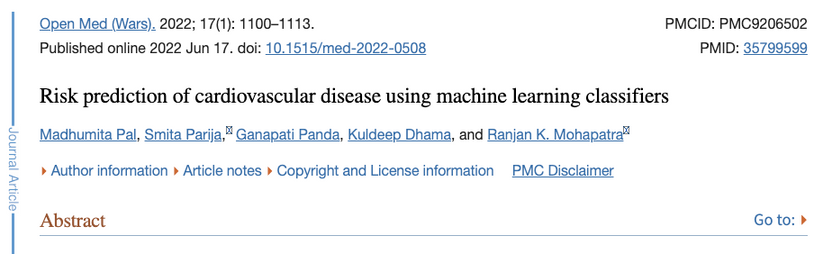 Open Med (Wars). 2022; 17(1): 1100–1113.
PMCID: PMC9206502
Published online 2022 Jun 17. doi: 10.1515/med-2022-0508
PMID: 35799599
Risk prediction of cardiovascular disease using machine learning classifiers
Madhumita Pal, Smita Parija, Ganapati Panda, Kuldeep Dhama, and Ranjan K. Mohapatra
Author information Article notes Copyright and License information PMC Disclaimer
Journal Article
Abstract
Go to: